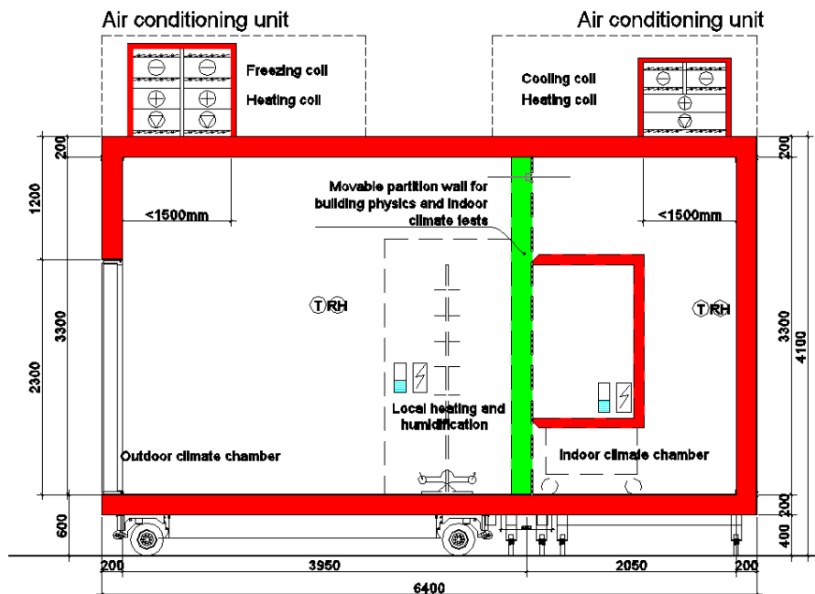 Air conditioning unit
Air conditioning unit
Freezing coil
Heating coil
Cooling coil
Heating coil
200
200
1200
<1500mm
Movable partition wall for
building physics and indoor
climate tests
<1500mm
T RH
T RH
3300
2300
3300
4100
Local heating and
humidification
Outdoor climate chamber
Indoor climate chamber
600
200
400
200
3950
2050
200
6400